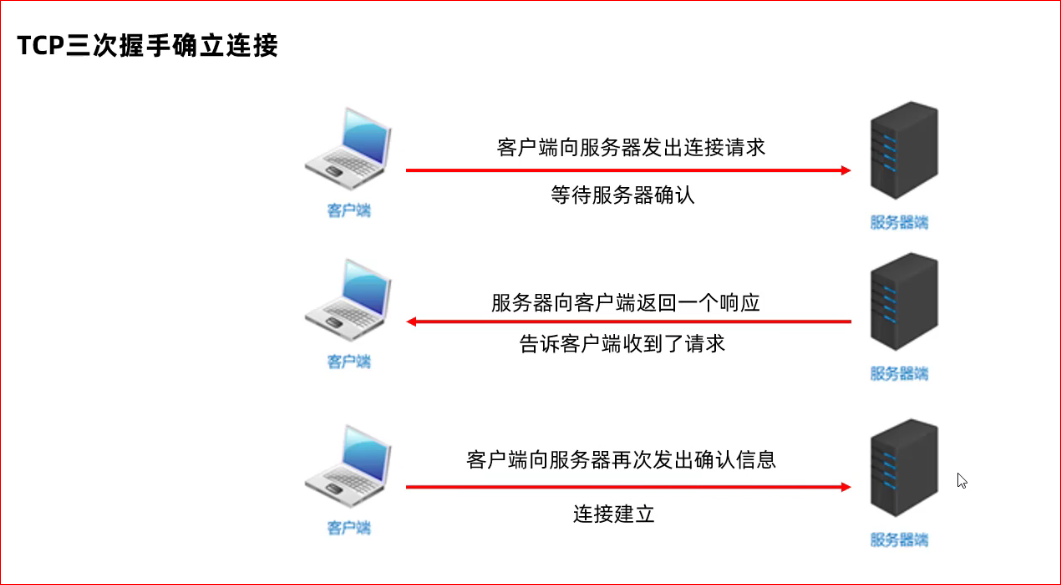 TCP三次握手确立连接
客户端向服务器发出连接请求
等待服务器确认
客户端
服务器端
服务器向客户端返回一个响应
告诉客户端收到了请求
客户端
服务器端
客户端向服务器再次发出确认信息
连接建立
客户端
服务器端